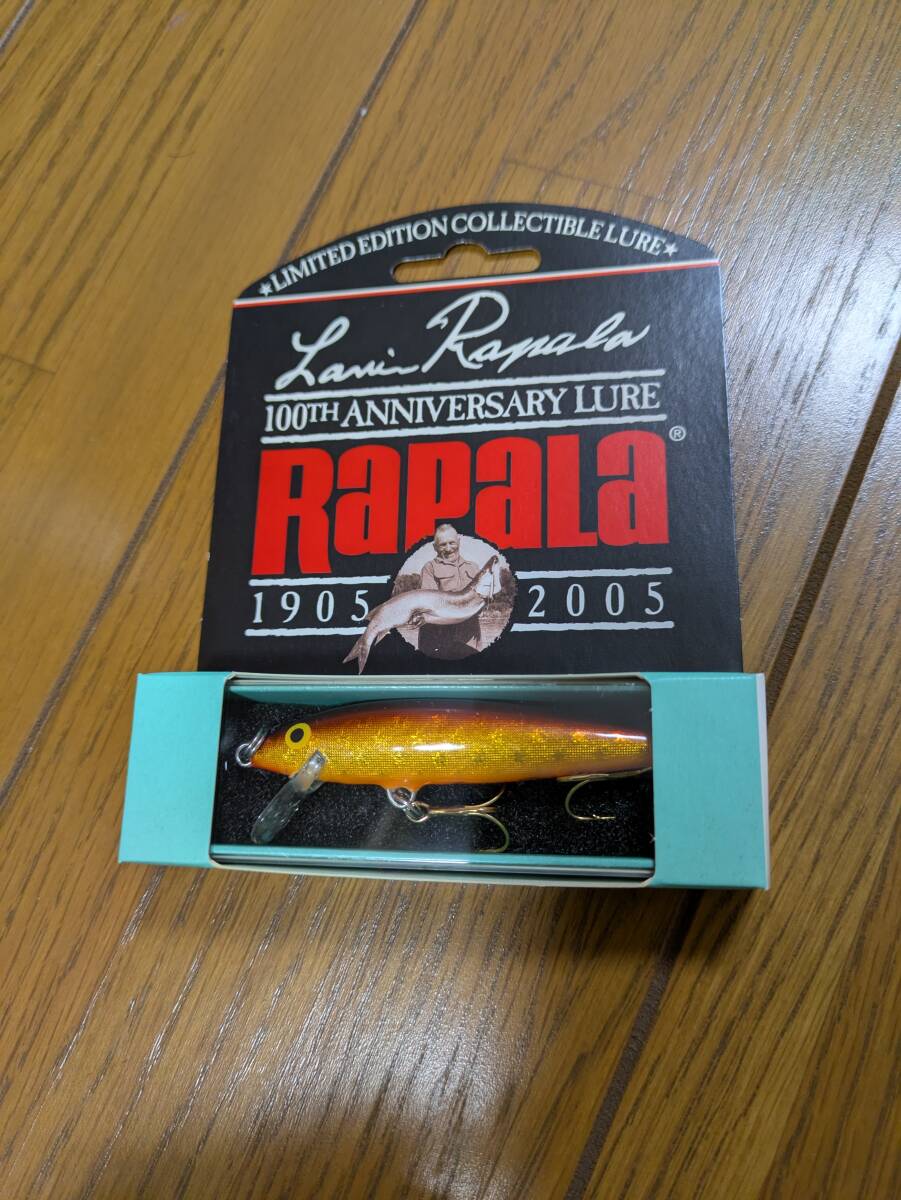 ★LIMITED EDITION COLLECTIBLE LURE★
Lauri Rapala
100TH ANNIVERSARY LURE
RAPALA®
1905 2005